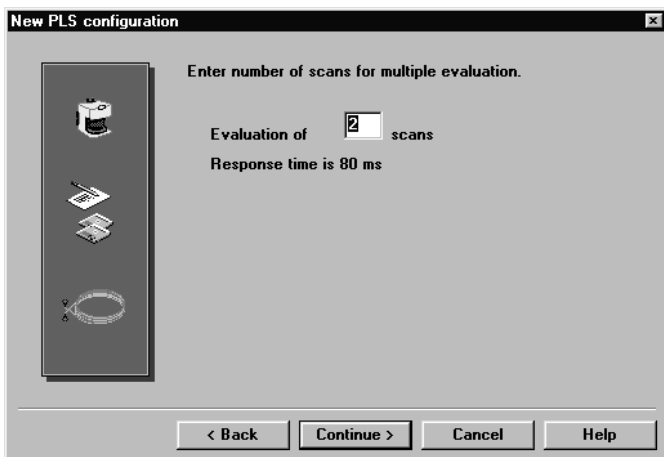 New PLS configuration
Enter number of scans for multiple evaluation.
Evaluation of 2 scans
Response time is 80 ms
< Back Continue > Cancel Help